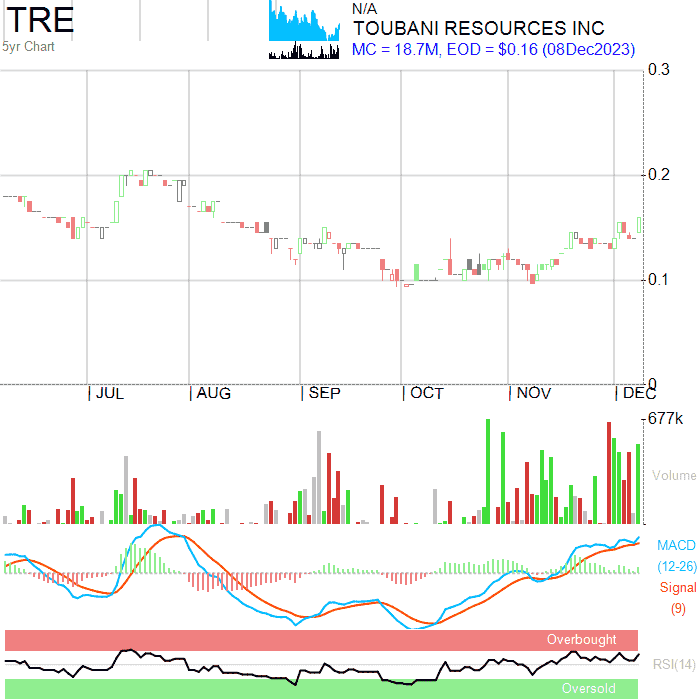 TRE
5yr Chart
N/A
TOUBANI RESOURCES INC
MC = 18.7M, EOD = $0.16 (08Dec2023)
0.3
0.2
0.1
0
JUL AUG SEP OCT NOV DEC
677k
Volume
MACD
(12-26)
Signal
(9)
Overbought
RSI(14)
Oversold